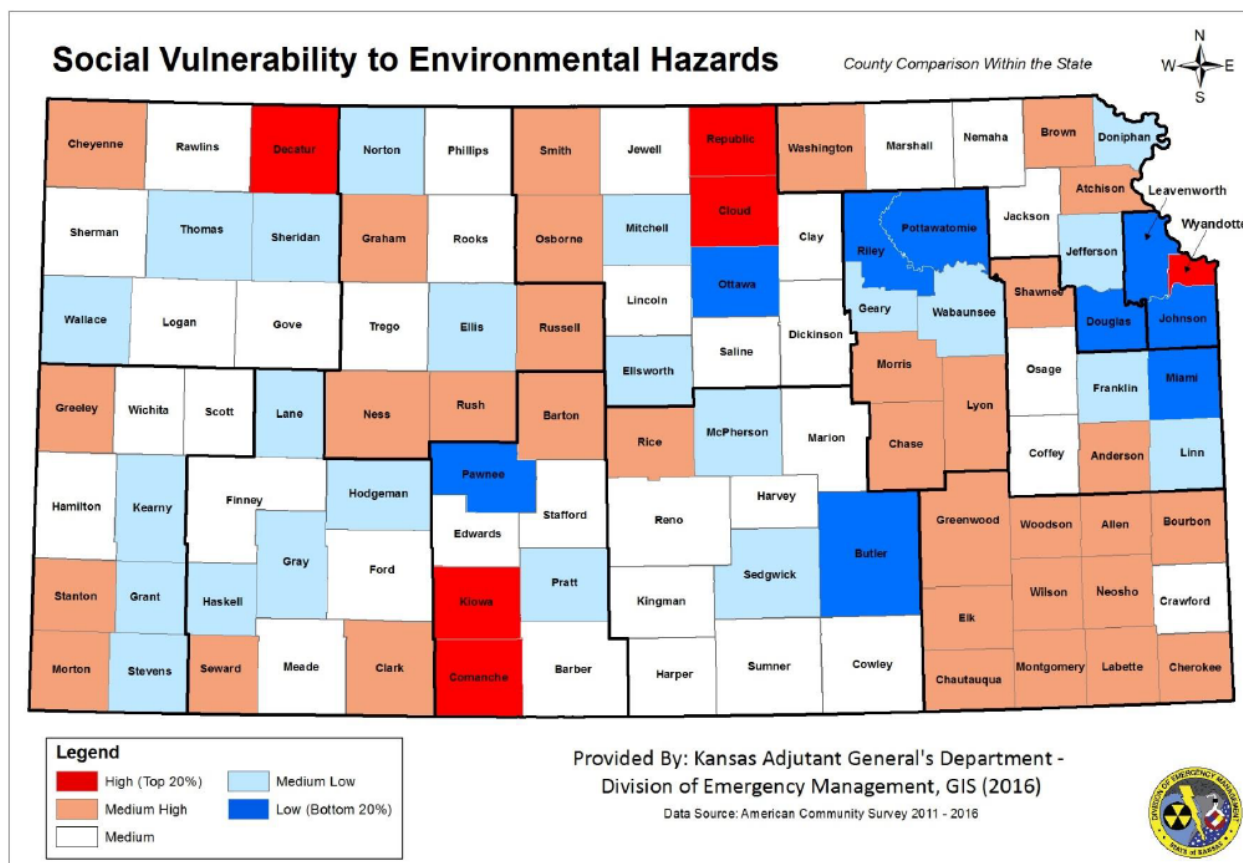 Social Vulnerability to Environmental Hazards
County Comparison Within the State
N
W E
S
Cheyenne
Rawlins
Decatur
Norton
Phillips
Smith
Jewell
Republic
Washington
Marshall
Nemaha
Brown
Doniphan
Atchison
Leavenworth
Wyandotte
Sherman
Thomas
Sheridan
Graham
Rooks
Osborne
Mitchell
Cloud
Clay
Riley
Pottawatomie
Jackson
Jefferson
Wallace
Logan
Gove
Trego
Ellis
Russell
Lincoln
Ottawa
Saline
Dickinson
Geary
Wabaunsee
Shawnee
Douglas
Johnson
Greeley
Wichita
Scott
Lane
Ness
Rush
Barton
Ellsworth
Rice
McPherson
Marion
Morris
Chase
Lyon
Osage
Franklin
Miami
Coffey
Anderson
Linn
Hamilton
Kearny
Finney
Hodgeman
Pawnee
Edwards
Stafford
Reno
Harvey
Butler
Greenwood
Woodson
Allen
Bourbon
Stanton
Grant
Haskell
Gray
Ford
Kiowa
Pratt
Kingman
Sedgwick
Elk
Wilson
Neosho
Crawford
Morton
Stevens
Seward
Meade
Clark
Comanche
Barber
Harper
Sumner
Cowley
Chautauqua
Montgomery
Labette
Cherokee
Legend
High (Top 20%)
Medium High
Medium
Medium Low
Low (Bottom 20%)
Provided By: Kansas Adjutant General's Department -
Division of Emergency Management, GIS (2016)
Data Source: American Community Survey 2011 - 2016
DIVISION OF EMERGENCY MANAGEMENT
STATE of KANSAS